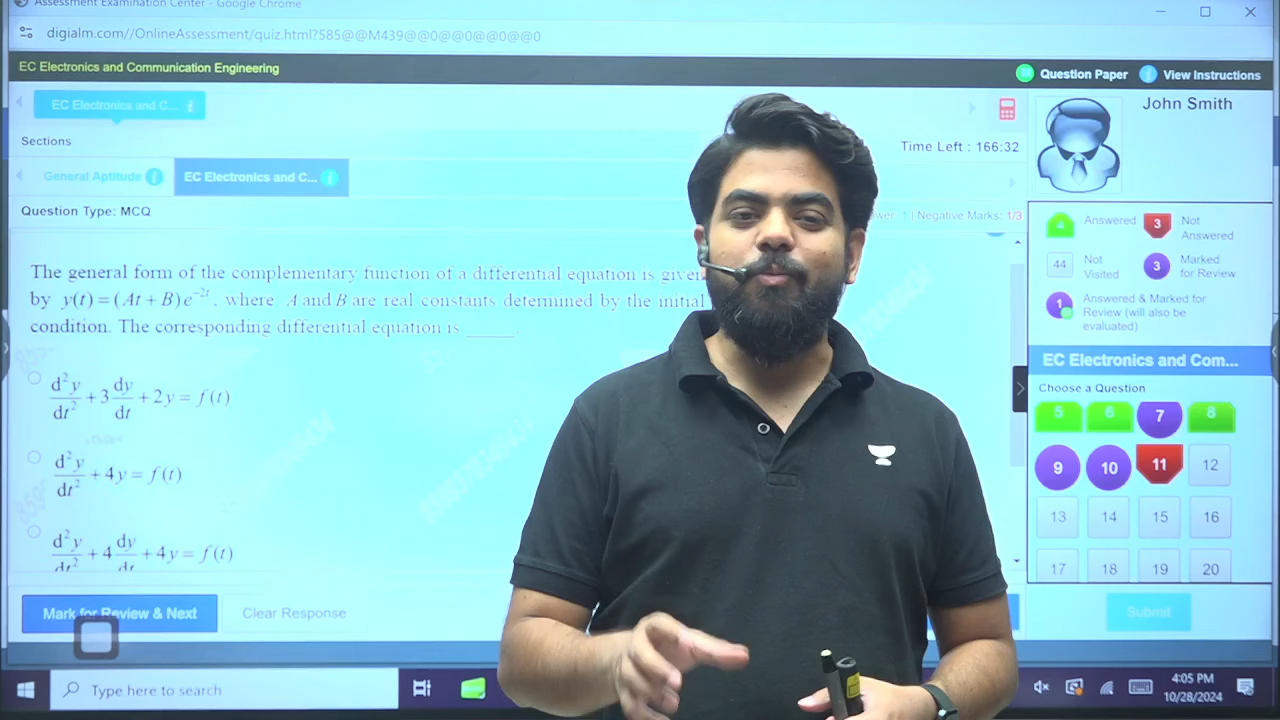 Assessment Examination Center - Google Chrome
digialm.com//OnlineAssessment/quiz.html?585@@M439@@0@@0@@0@@0
EC Electronics and Communication Engineering
Question Paper
View Instructions
EC Electronics and C...
John Smith
Sections
Time Left : 166:32
General Aptitude
EC Electronics and C...
Question Type: MCQ
1 | Negative Marks: 1/3
4 Answered
3 Not
Answered
44 Not
Visited
3 Marked
for Review
1 Answered & Marked for
Review (will also be
evaluated)
The general form of the complementary function of a differential equation is given
by y(t) = (At + B)e^{-2t}, where A and B are real constants determined by the initial
condition. The corresponding differential equation is _____
d²y/dt² + 3 dy/dt + 2y = f(t)
d²y/dt² + 4y = f(t)
d²y/dt² + 4 dy/dt + 4y = f(t)
EC Electronics and Com...
Choose a Question
5 6 7 8
9 10 11 12
13 14 15 16
17 18 19 20
Mark for Review & Next
Clear Response
Submit
Type here to search
4:05 PM
10/28/2024